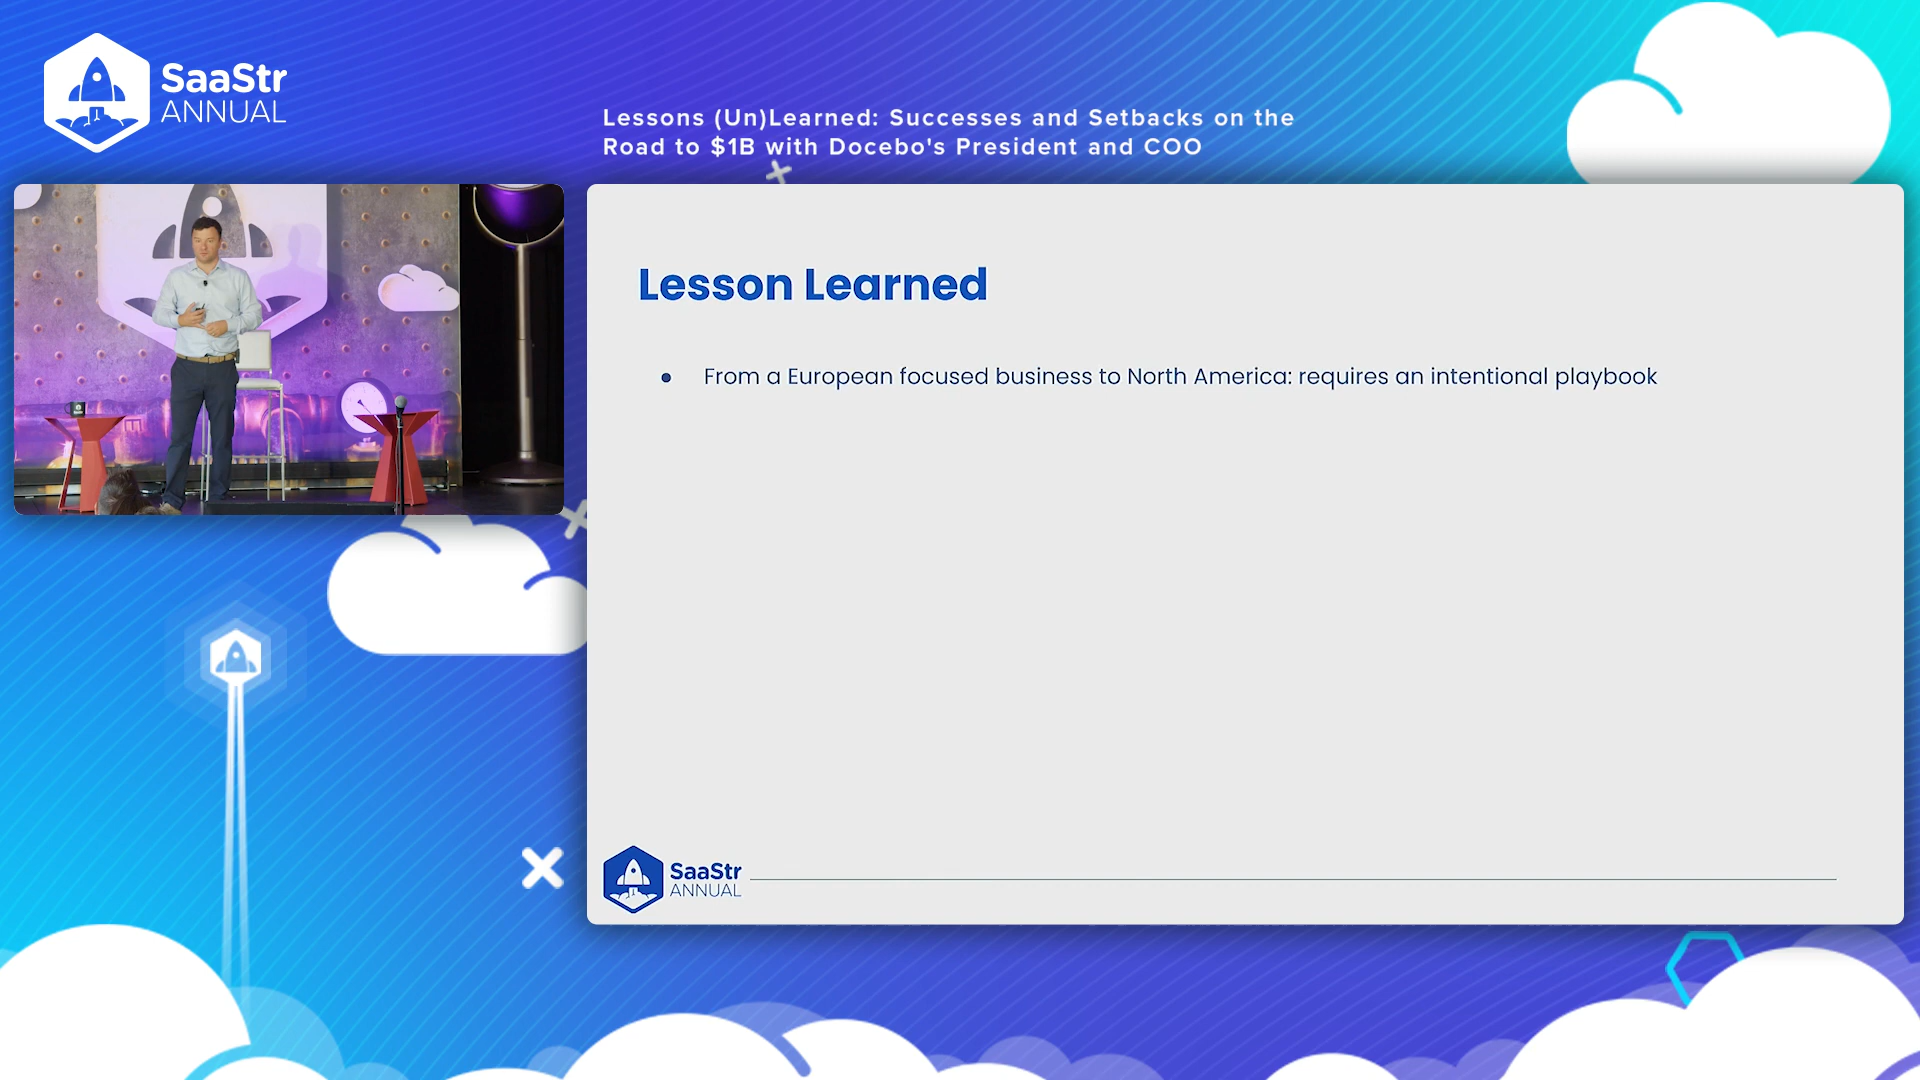 SaaStr
ANNUAL
Lessons (Un)Learned: Successes and Setbacks on the
Road to $1B with Docebo's President and COO
Lesson Learned
● From a European focused business to North America: requires an intentional playbook
SaaStr
ANNUAL